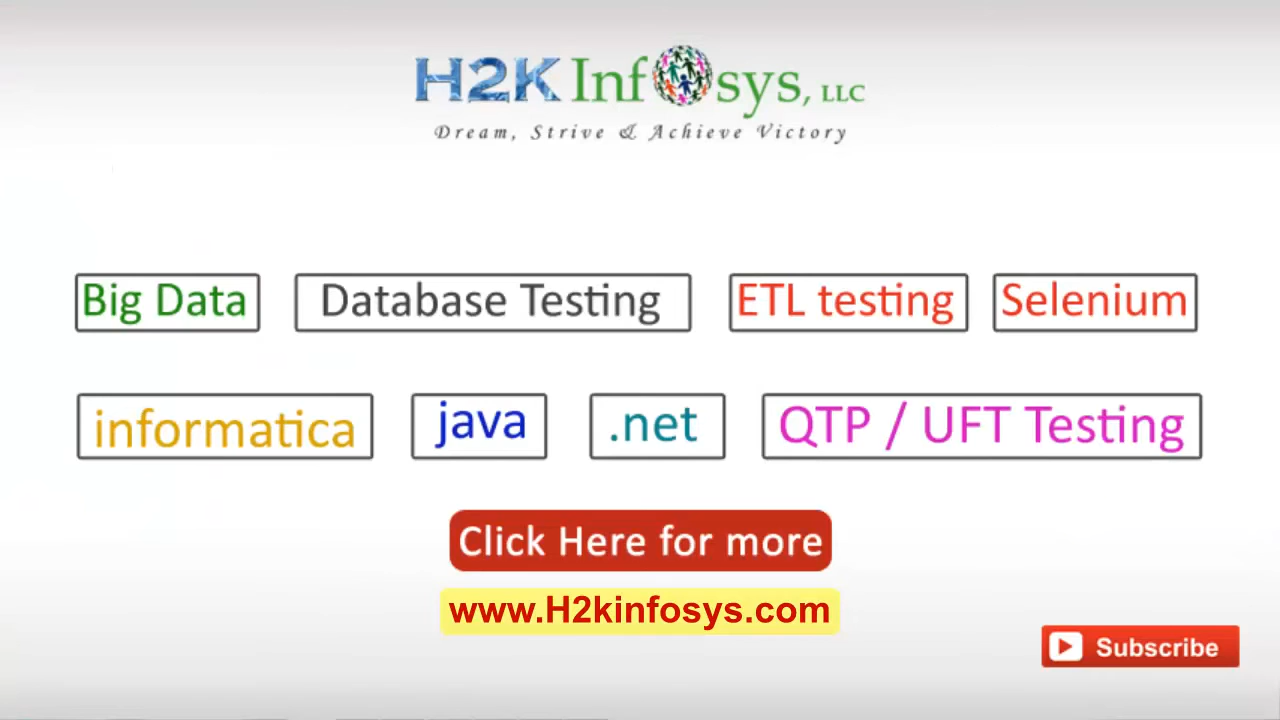 H2K Infosys, LLC
Dream, Strive & Achieve Victory
Big Data Database Testing ETL testing Selenium
informatica java .net QTP / UFT Testing
Click Here for more
www.H2kinfosys.com
Subscribe